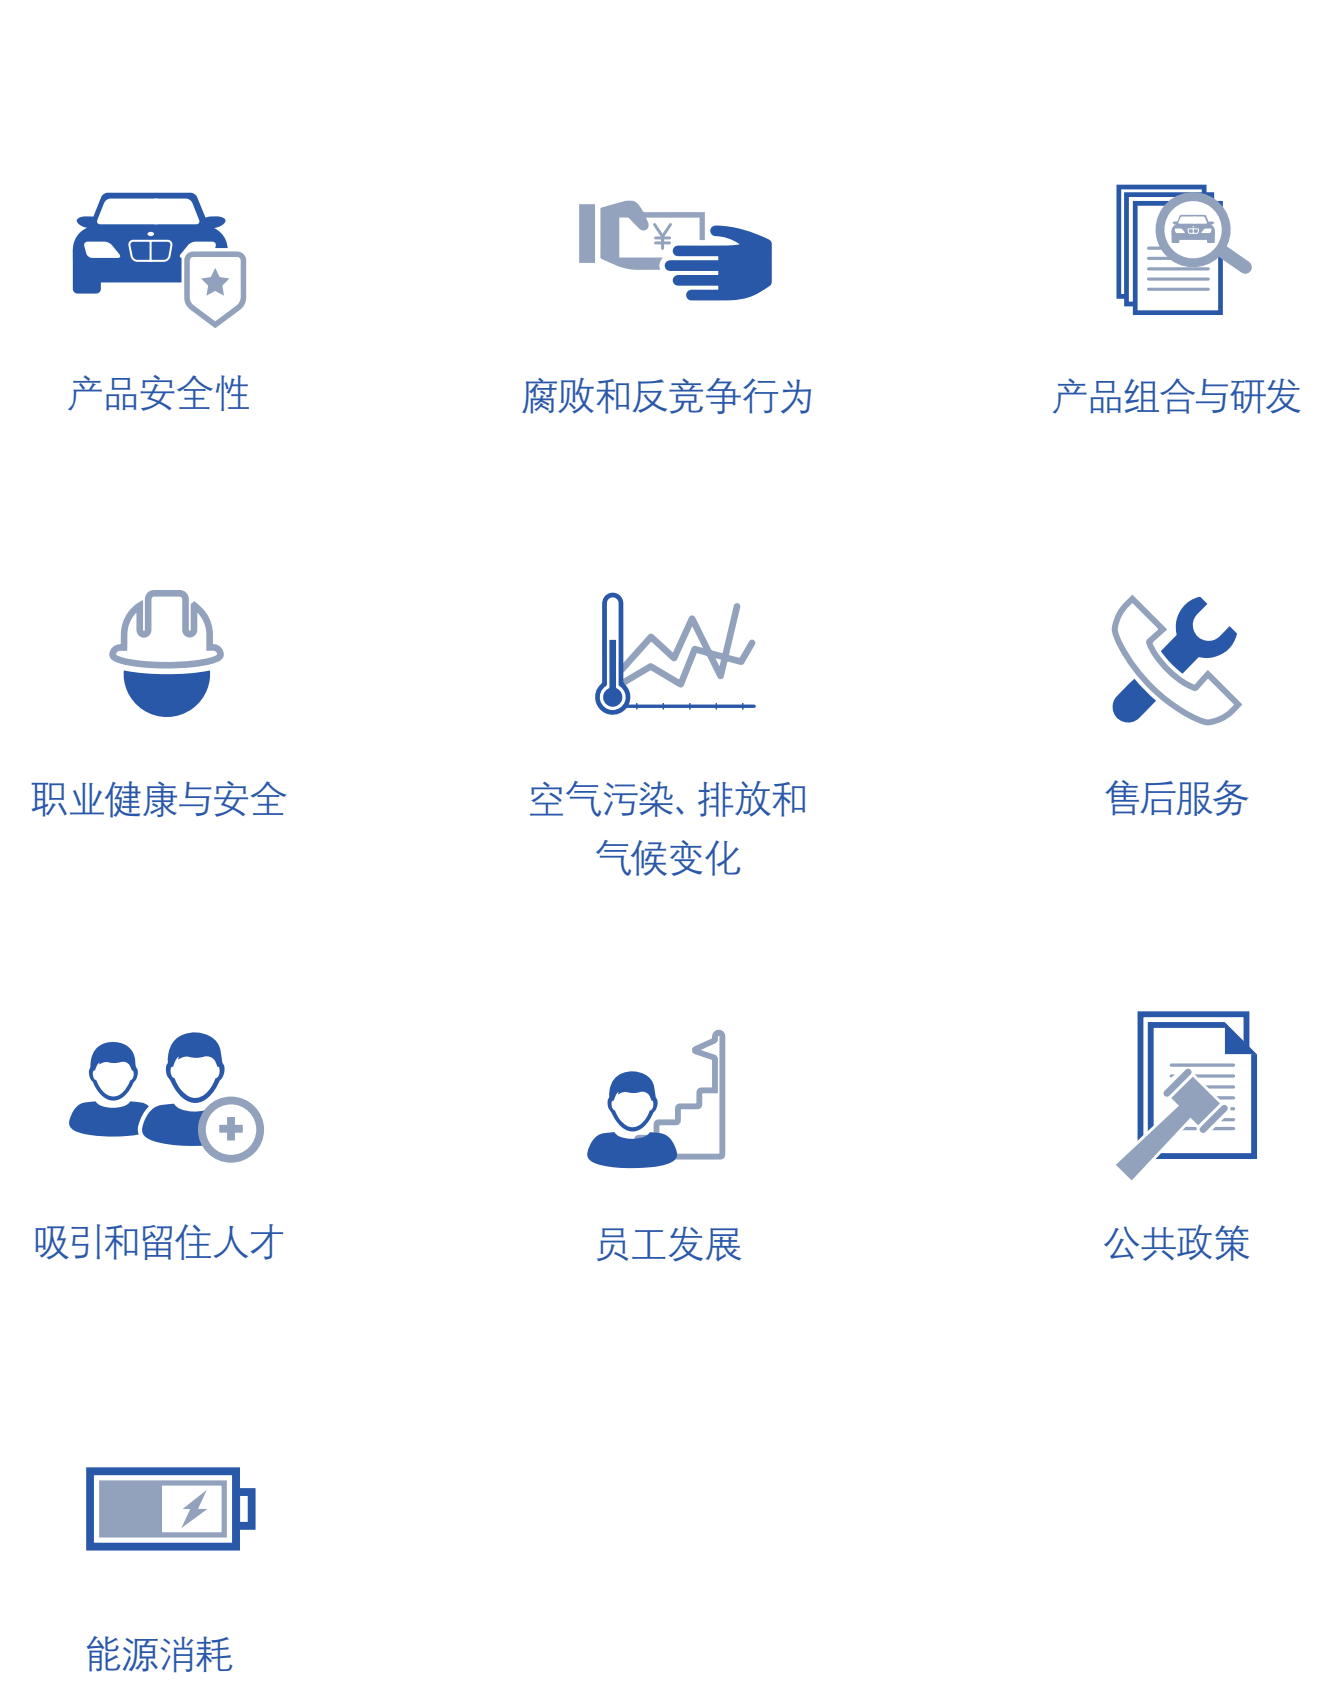 产品安全性
腐败和反竞争行为
产品组合与研发
¥
职业健康与安全
空气污染、排放和
气候变化
售后服务
吸引和留住人才
员工发展
公共政策
能源消耗